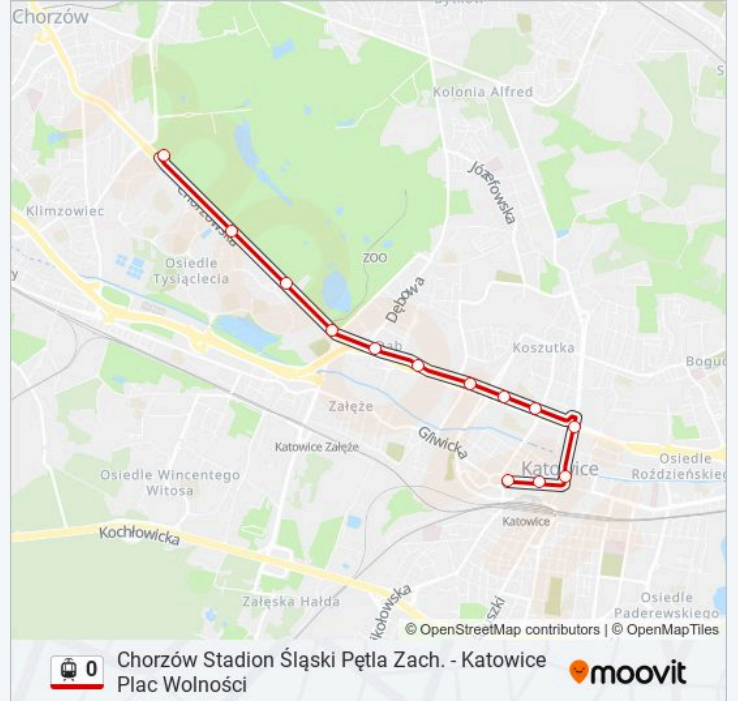 Chorzów
Kolonia Alfred
Józefowska
Klimzowiec
Chorzowska
ZOO
Osiedle
Tysiąclecia
Dębowa
Dąb
Koszutka
Załęże
Gliwicka
Katowice Załęże
Katowice
Osiedle
Roździeńskieg
Osiedle Wincentego
Witosa
Katowice
Kochłowicka
Załęska Hałda
Osiedle
Paderewskiego
© OpenStreetMap contributors | © OpenMapTiles
0 Chorzów Stadion Śląski Pętla Zach. - Katowice
Plac Wolności
moovit